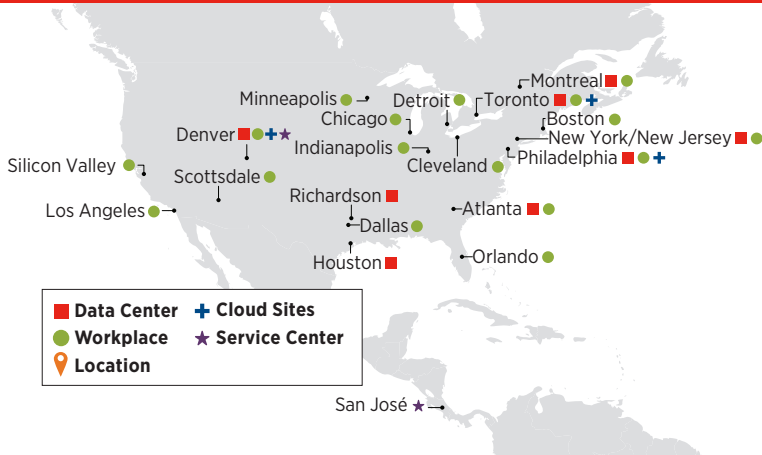 Montreal
Minneapolis
Detroit
Toronto
Chicago
Boston
Denver
New York/New Jersey
Indianapolis
Philadelphia
Silicon Valley
Cleveland
Scottsdale
Richardson
Los Angeles
Atlanta
Dallas
Orlando
Houston
Data Center
Cloud Sites
Workplace
Service Center
Location
San José